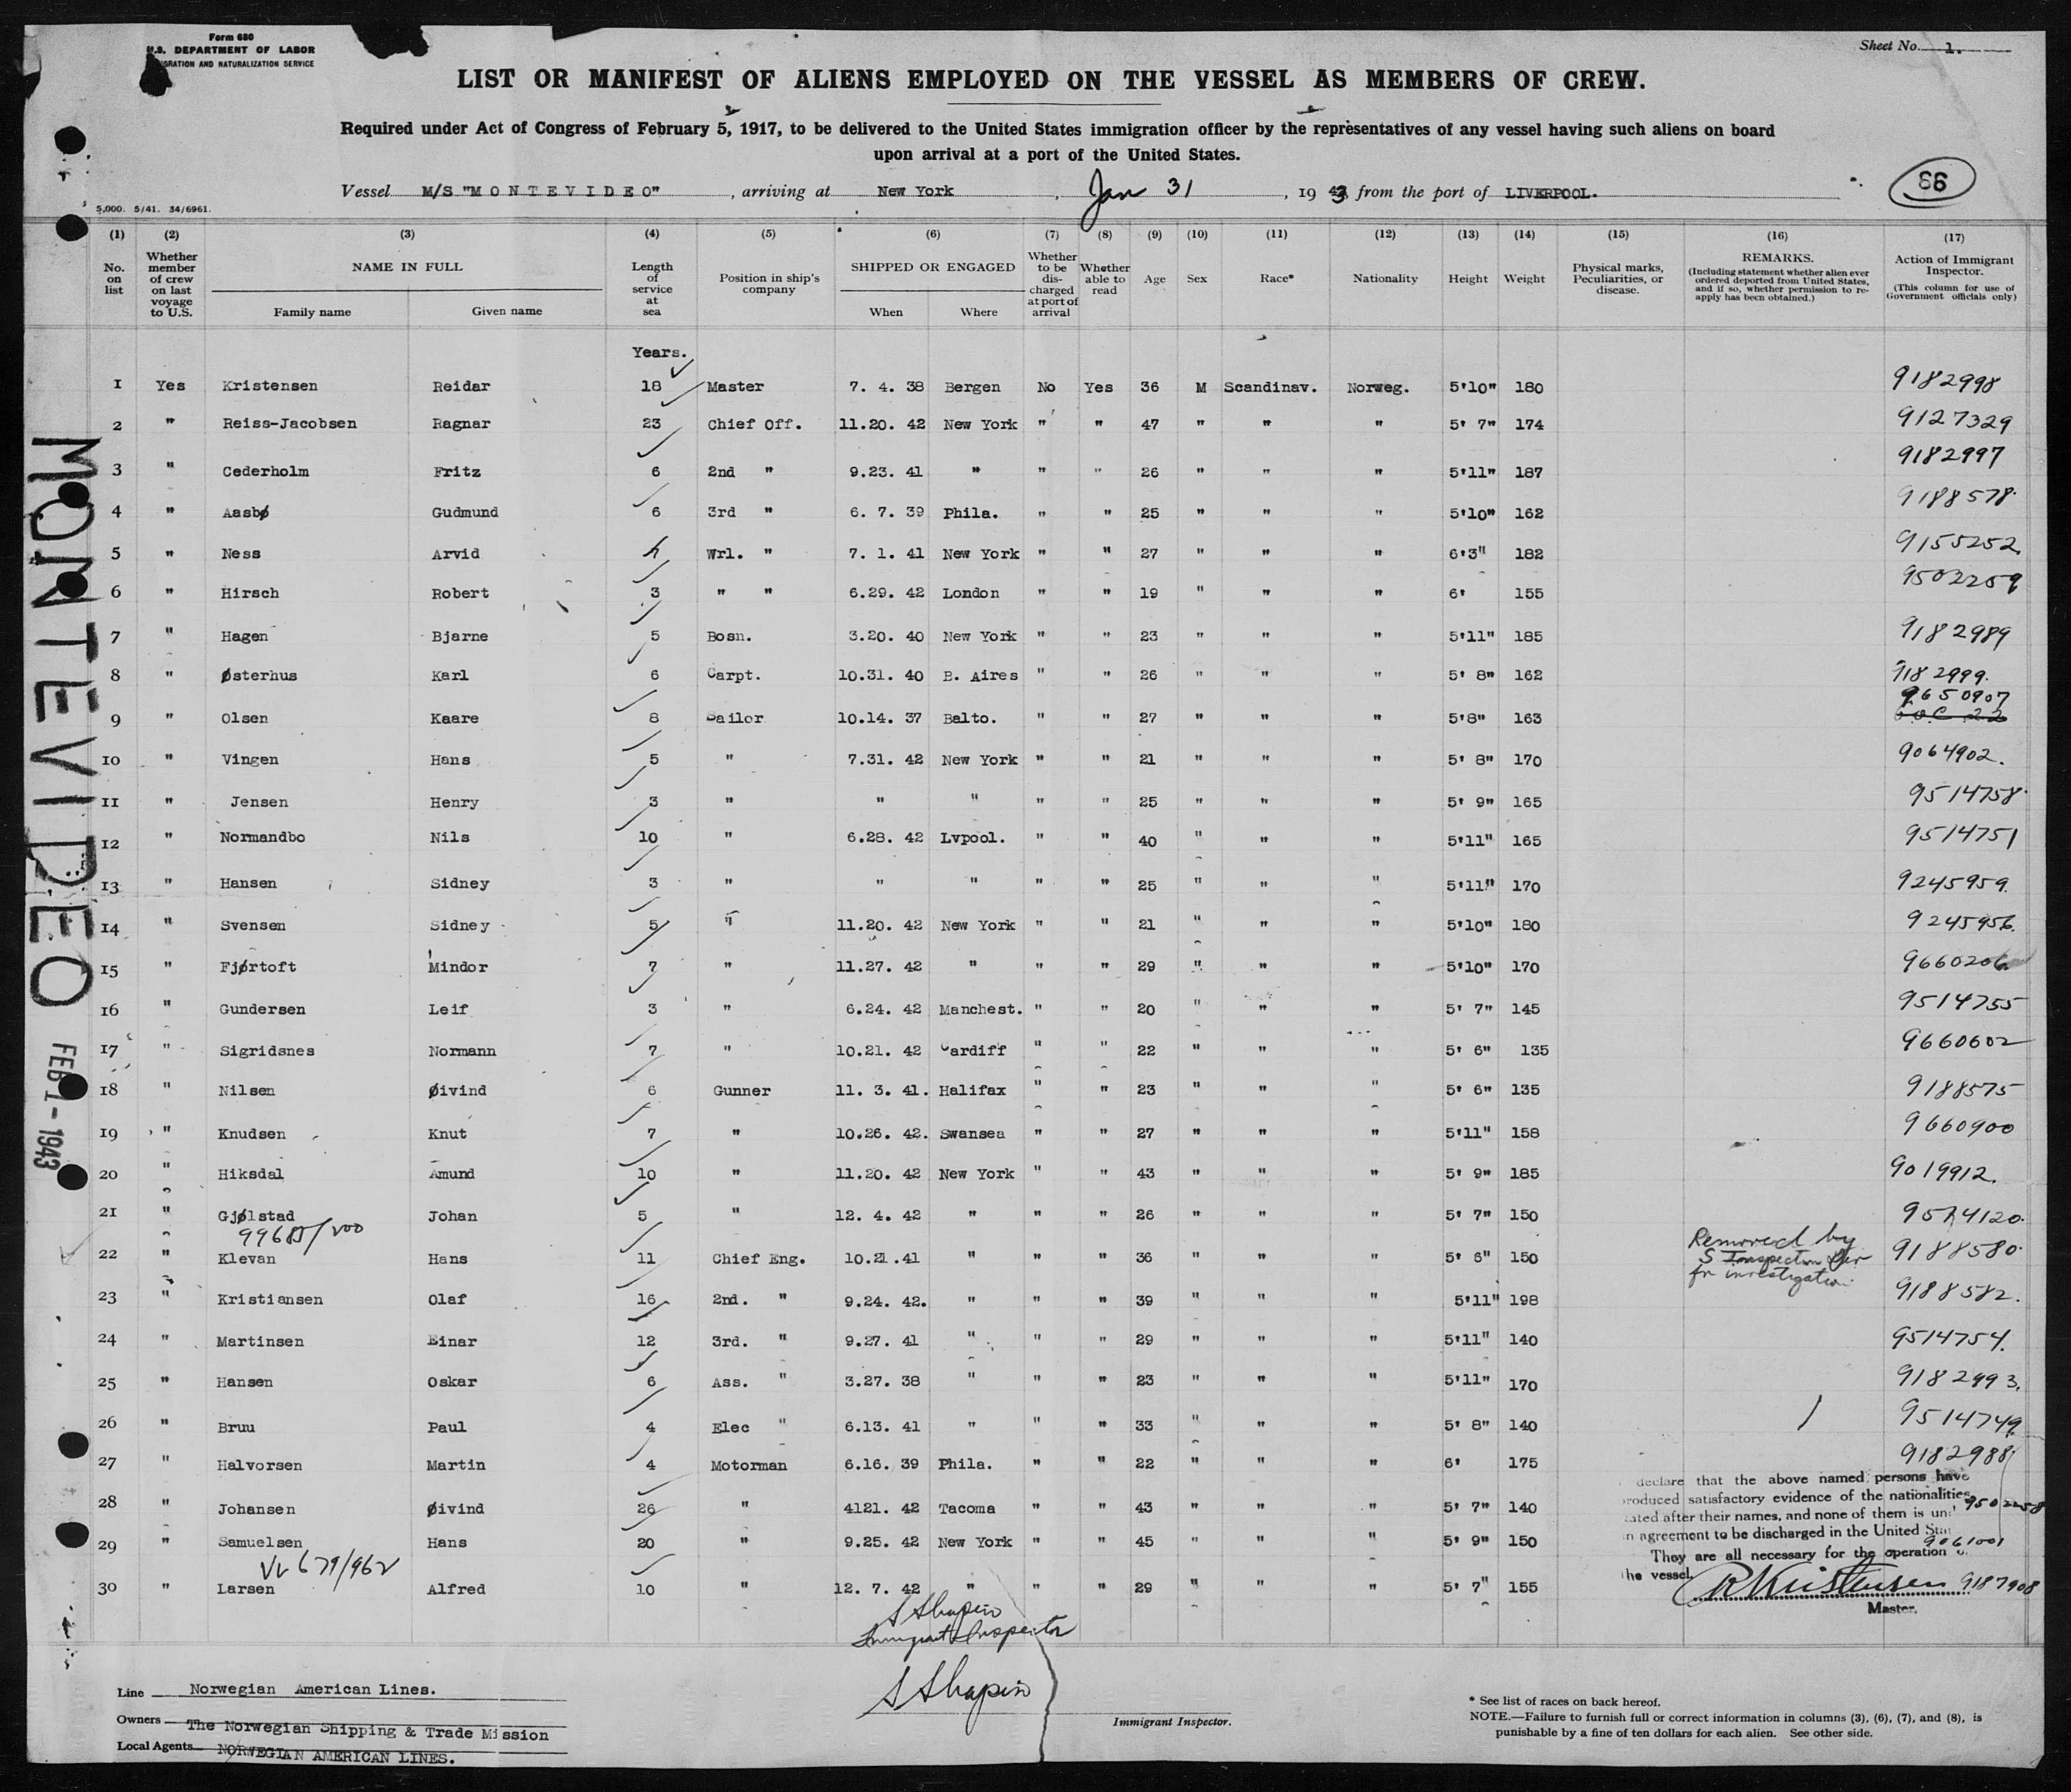 Form 680
U.S. DEPARTMENT OF LABOR
IMMIGRATION AND NATURALIZATION SERVICE
Sheet No. 1.
LIST OR MANIFEST OF ALIENS EMPLOYED ON THE VESSEL AS MEMBERS OF CREW.
Required under Act of Congress of February 5, 1917, to be delivered to the United States immigration officer by the representatives of any vessel having such aliens on board
upon arrival at a port of the United States.
Vessel M/S "MONTEVIDEO", arriving at New York, Jan 31, 1943, from the port of LIVERPOOL.
66
5,000. 5/41. 34/6961.
(1) No. on list (2) Whether member of crew on last voyage to U.S. (3) NAME IN FULL Family name Given name (4) Length of service at sea (5) Position in ship's company (6) SHIPPED OR ENGAGED When Where (7) Whether to be discharged at port of arrival (8) Whether able to read (9) Age (10) Sex (11) Race* (12) Nationality (13) Height (14) Weight (15) Physical marks, Peculiarities, or disease. (16) REMARKS. (Including statement whether alien ever ordered deported from United States, and if so, whether permission to re-apply has been obtained.) (17) Action of Immigrant Inspector. (This column for use of Government officials only)
Years.
1 Yes Kristensen Reidar 18 Master 7. 4. 38 Bergen No Yes 36 M Scandinav. Norweg. 5'10" 180 9182998
2 " Reiss-Jacobsen Ragnar 23 Chief Off. 11.20. 42 New York " " 47 " " " 5' 7" 174 9127329
3 " Cederholm Fritz 6 2nd " 9.23. 41 " " " 26 " " " 5'11" 187 9182997
4 " Aasbø Gudmund 6 3rd " 6. 7. 39 Phila. " " 25 " " " 5'10" 162 9188578
5 " Ness Arvid Wrl. " 7. 1. 41 New York " " 27 " " " 6'3" 182 9155252
6 " Hirsch Robert 3 " " 6.29. 42 London " " 19 " " " 6' 155 9502259
7 " Hagen Bjarne 5 Bosn. 3.20. 40 New York " " 23 " " " 5'11" 185 9182989
8 " Østerhus Karl 6 Carpt. 10.31. 40 B. Aires " " 26 " " " 5' 8" 162 9182999.
9 " Olsen Kaare 8 Sailor 10.14. 37 Balto. " " 27 " " " 5'8" 163 9650907
10 " Vingen Hans 5 " 7.31. 42 New York " " 21 " " " 5' 8" 170 9064902.
11 " Jensen Henry 3 " " " " " 25 " " " 5' 9" 165 9514758
12 " Normandbo Nils 10 " 6.28. 42 Lvpool. " " 40 " " " 5'11" 165 9514751
13 " Hansen Sidney 3 " " " " " 25 " " " 5'11" 170 9245959.
14 " Svensen Sidney 5 " 11.20. 42 New York " " 21 " " " 5'10" 180 9245956.
15 " Fjørtoft Mindor 7 " 11.27. 42 " " " 29 " " " 5'10" 170 9660206
16 " Gundersen Leif 3 " 6.24. 42 Manchest. " " 20 " " " 5' 7" 145 9514755
17 " Sigridsnes Normann 7 " 10.21. 42 Cardiff " " 22 " " " 5' 6" 135 9660602
18 " Nilsen Øivind 6 Gunner 11. 3. 41. Halifax " " 23 " " " 5' 6" 135 9188575
19 " Knudsen Knut 7 " 10.26. 42. Swansea " " 27 " " " 5'11" 158 9660900
20 " Hiksdal Amund 10 " 11.20. 42 New York " " 43 " " " 5' 9" 185 9019912.
21 " Gjølstad Johan 5 " 12. 4. 42 " " " 26 " " " 5' 7" 150
22 " Klevan Hans 11 Chief Eng. 10.21.41 " " " 36 " " " 5' 6" 150 Removed by S Inspection for investigation 9188580.
23 " Kristiansen Olaf 16 2nd. " 9.24. 42. " " " 39 " " " 5'11" 198 9188582.
24 " Martinsen Einar 12 3rd. " 9.27. 41 " " " 29 " " " 5'11" 140 9514754.
25 " Hansen Oskar 6 Ass. " 3.27. 38 " " " 23 " " " 5'11" 170 9182993.
26 " Bruu Paul 4 Elec " 6.13. 41 " " " 33 " " " 5' 8" 140 9514749
27 " Halvorsen Martin 4 Motorman 6.16. 39 Phila. " " 22 " " " 6' 175 9182988
28 " Johansen Øivind 26 " 4121. 42 Tacoma " " 43 " " " 5' 7" 140 9502258
29 " Samuelsen Hans 20 " 9.25. 42 New York " " 45 " " " 5' 9" 150 9061001
30 " Larsen Alfred 10 " 12. 7. 42 " " " 29 " " " 5' 7" 155 9187908
declare that the above named persons have
produced satisfactory evidence of the nationalities
stated after their names, and none of them is
in agreement to be discharged in the United
They are all necessary for the operation
the vessel.
R Kristensen
Master.
S Shapiro
Immigrant Inspector
S Shapiro
Immigrant Inspector.
Line Norwegian American Lines.
Owners The Norwegian Shipping & Trade Mission
Local Agents NORWEGIAN AMERICAN LINES.
* See list of races on back hereof.
NOTE.—Failure to furnish full or correct information in columns (3), (6), (7), and (8), is
punishable by a fine of ten dollars for each alien. See other side.
MONTEVIDEO
FEB 1 - 1943